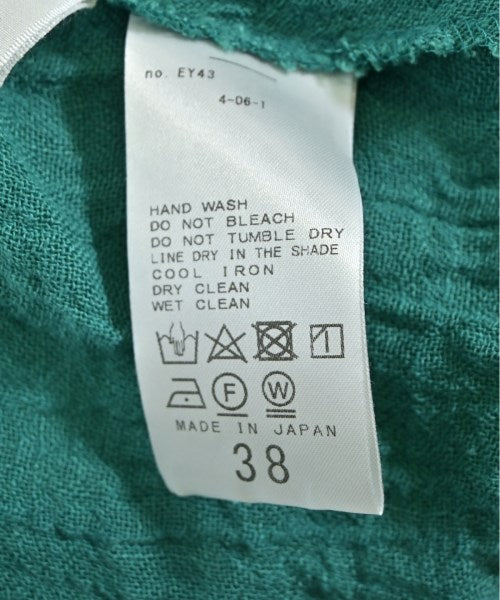 no. EY43
4-06-1
HAND WASH
DO NOT BLEACH
DO NOT TUMBLE DRY
LINE DRY IN THE SHADE
COOL IRON
DRY CLEAN
WET CLEAN
F W
MADE IN JAPAN
38